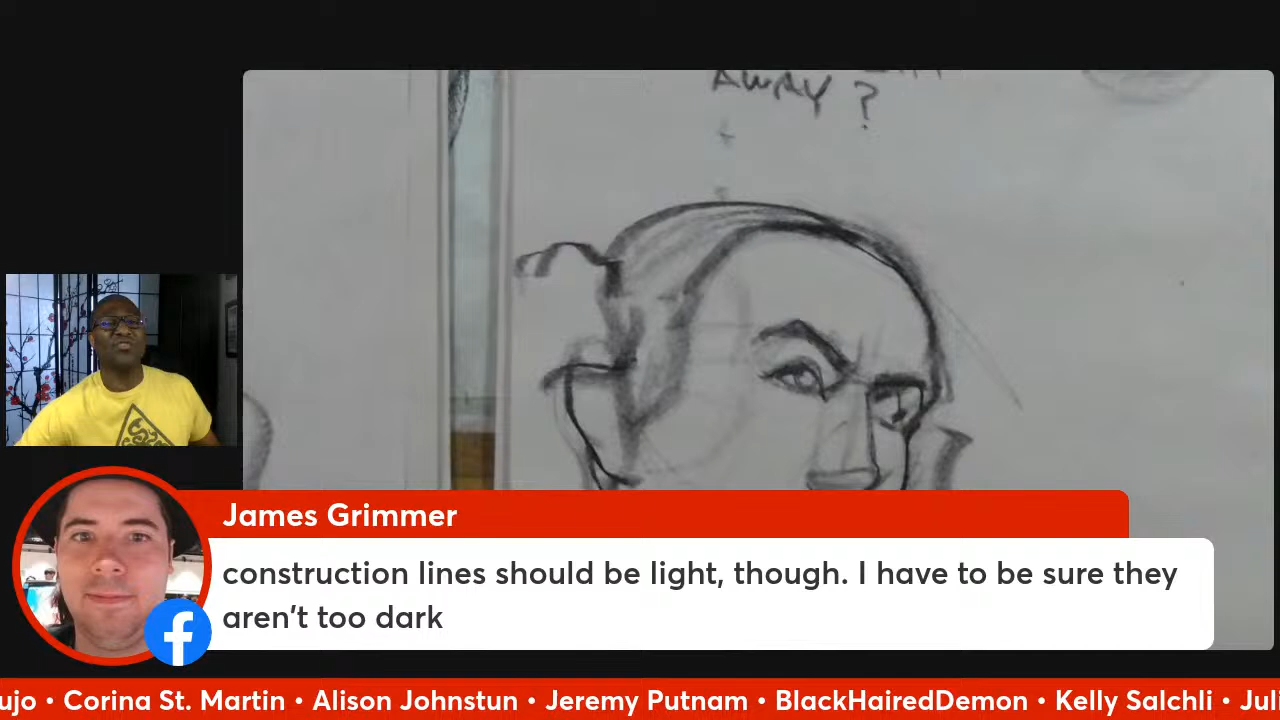 AWAY?
James Grimmer
construction lines should be light, though. I have to be sure they
aren't too dark
ujo • Corina St. Martin • Alison Johnstun • Jeremy Putnam • BlackHairedDemon • Kelly Salchli • Juli